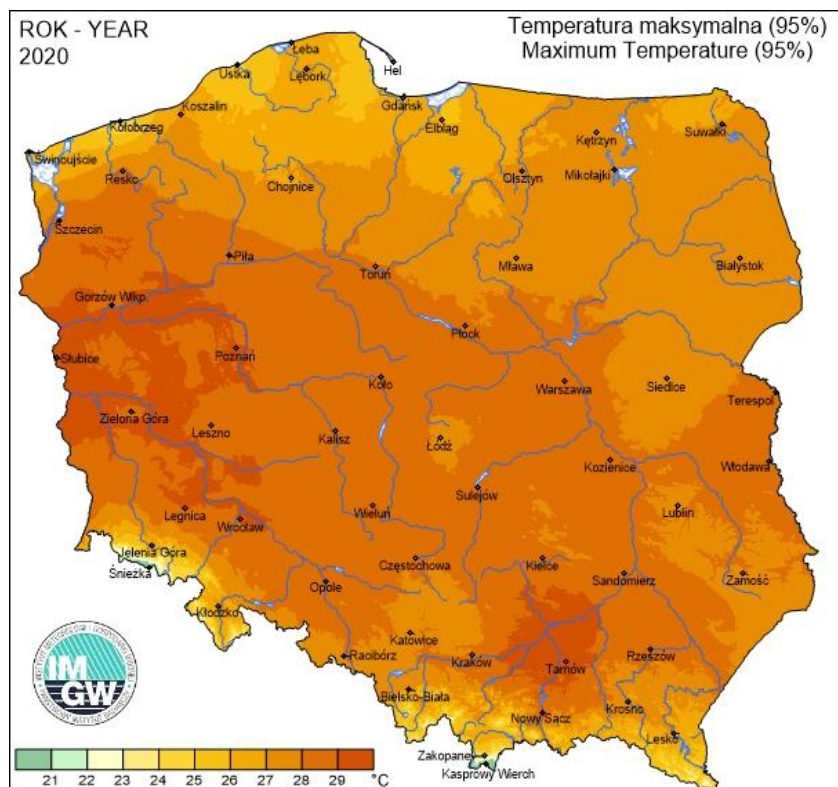 ROK - YEAR
2020
Temperatura maksymalna (95%)
Maximum Temperature (95%)
Łeba
Hel
Ustka
Lębork
Gdańsk
Koszalin
Kołobrzeg
Elbląg
Suwałki
Kętrzyn
Świnoujście
Resko
Chojnice
Olsztyn
Mikołajki
Szczecin
Piła
Toruń
Mława
Białystok
Gorzów Wlkp.
Płock
Słubice
Poznań
Koło
Warszawa
Siedlce
Terespol
Zielona Góra
Leszno
Kalisz
Łódź
Kozienice
Włodawa
Sulejów
Legnica
Wrocław
Wieluń
Lublin
Jelenia Góra
Śnieżka
Częstochowa
Kielce
Sandomierz
Zamość
Opole
Kłodzko
Katowice
Racibórz
Kraków
Tarnów
Rzeszów
Bielsko-Biała
Nowy Sącz
Krosno
Lesko
Zakopane
Kasprowy Wierch
IM
GW
21 22 23 24 25 26 27 28 29 °C